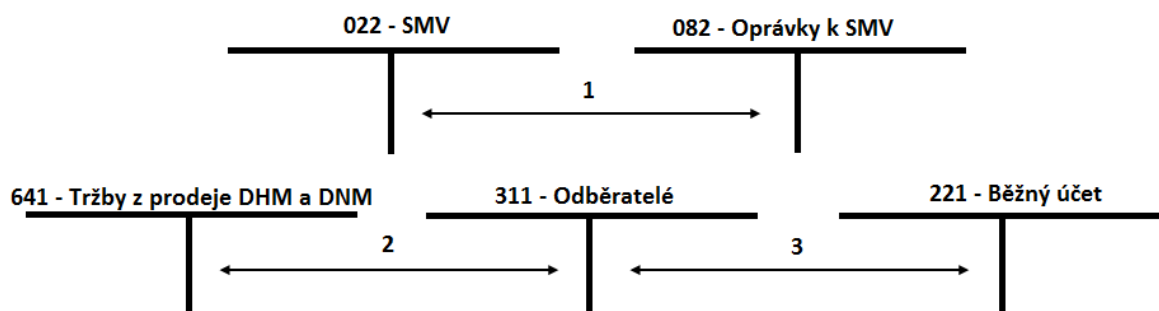 022 - SMV
082 - Oprávky k SMV
1
641 - Tržby z prodeje DHM a DNM
311 - Odběratelé
221 - Běžný účet
2
3